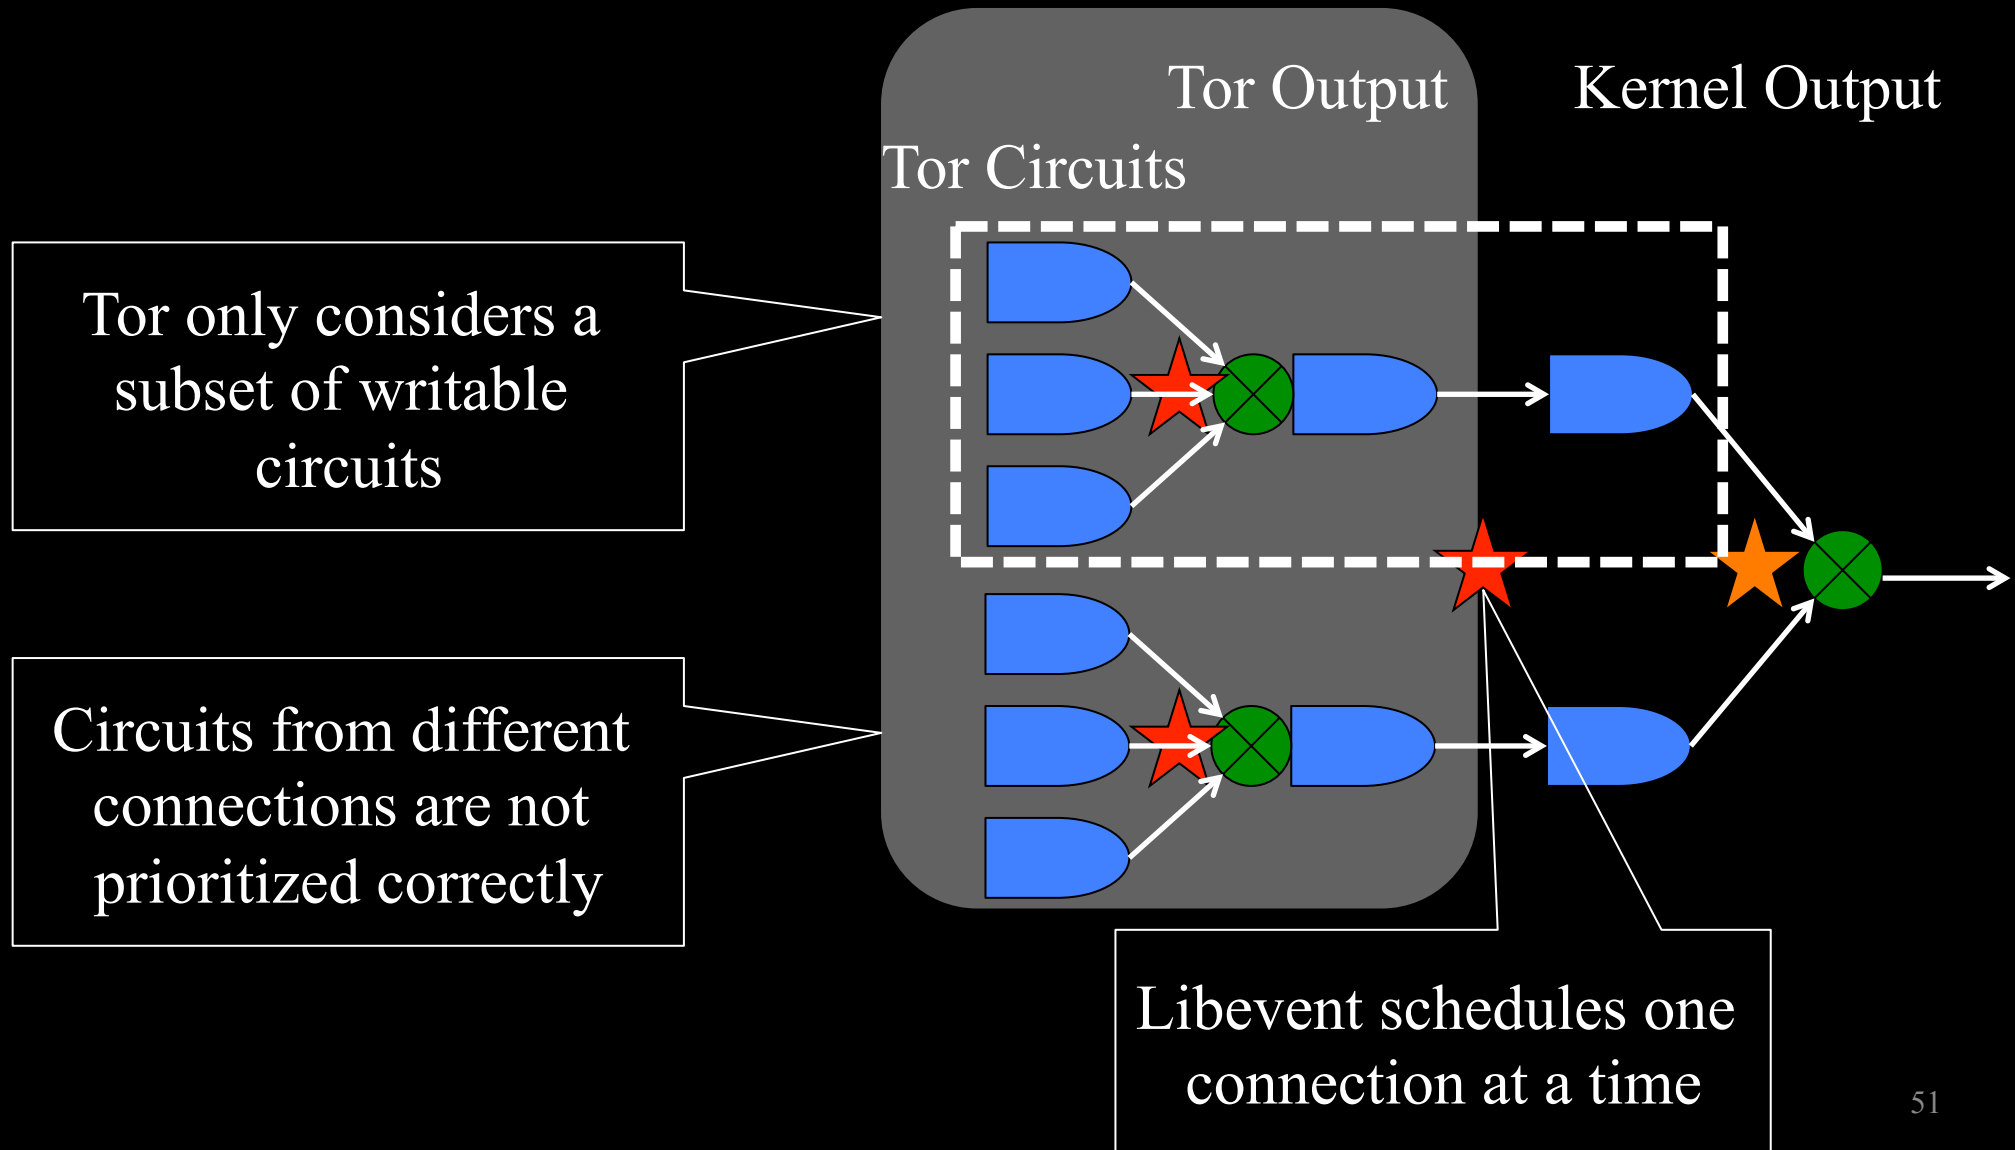 Tor Output
Kernel Output
Tor Circuits
Tor only considers a
subset of writable
circuits
Circuits from different
connections are not
prioritized correctly
Libevent schedules one
connection at a time
51